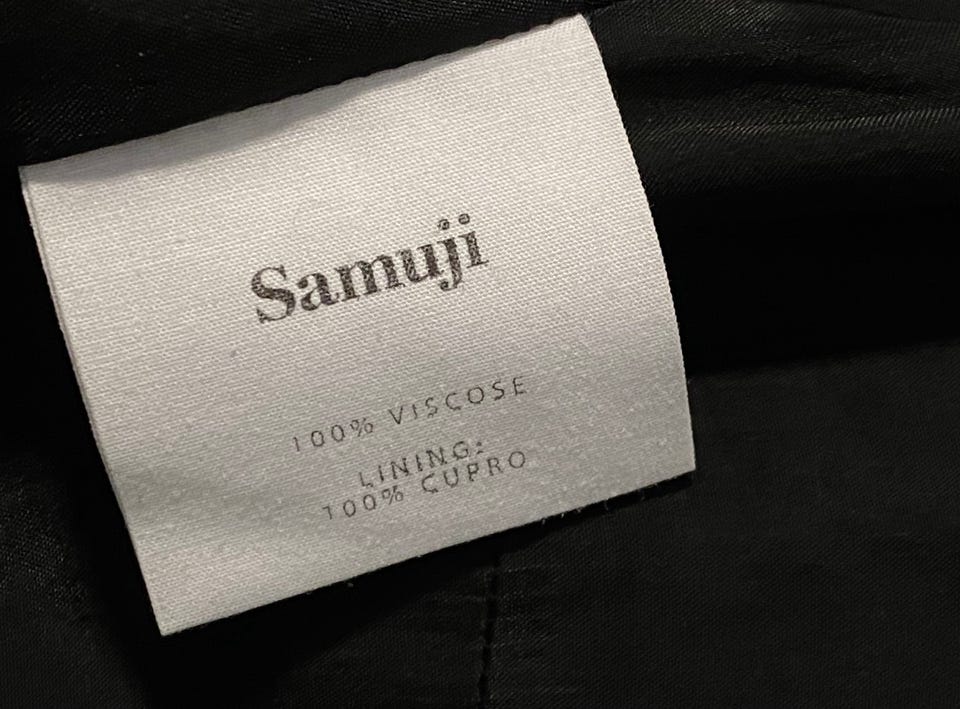 Samuji
100% VISCOSE
LINING:
100% CUPRO